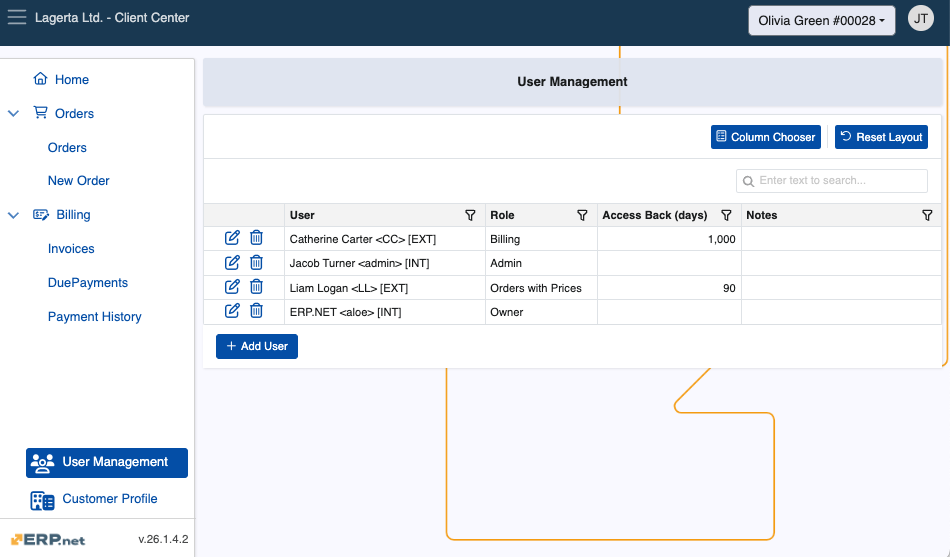 Lagerta Ltd. - Client Center
Olivia Green #00028
JT
Home
Orders
Orders
New Order
Billing
Invoices
DuePayments
Payment History
User Management
Customer Profile
ERP.net
v.26.1.4.2
User Management
Column Chooser
Reset Layout
Enter text to search...
User Role Access Back (days) Notes
Catherine Carter <CC> [EXT] Billing 1,000
Jacob Turner <admin> [INT] Admin
Liam Logan <LL> [EXT] Orders with Prices 90
ERP.NET <aloe> [INT] Owner
+ Add User